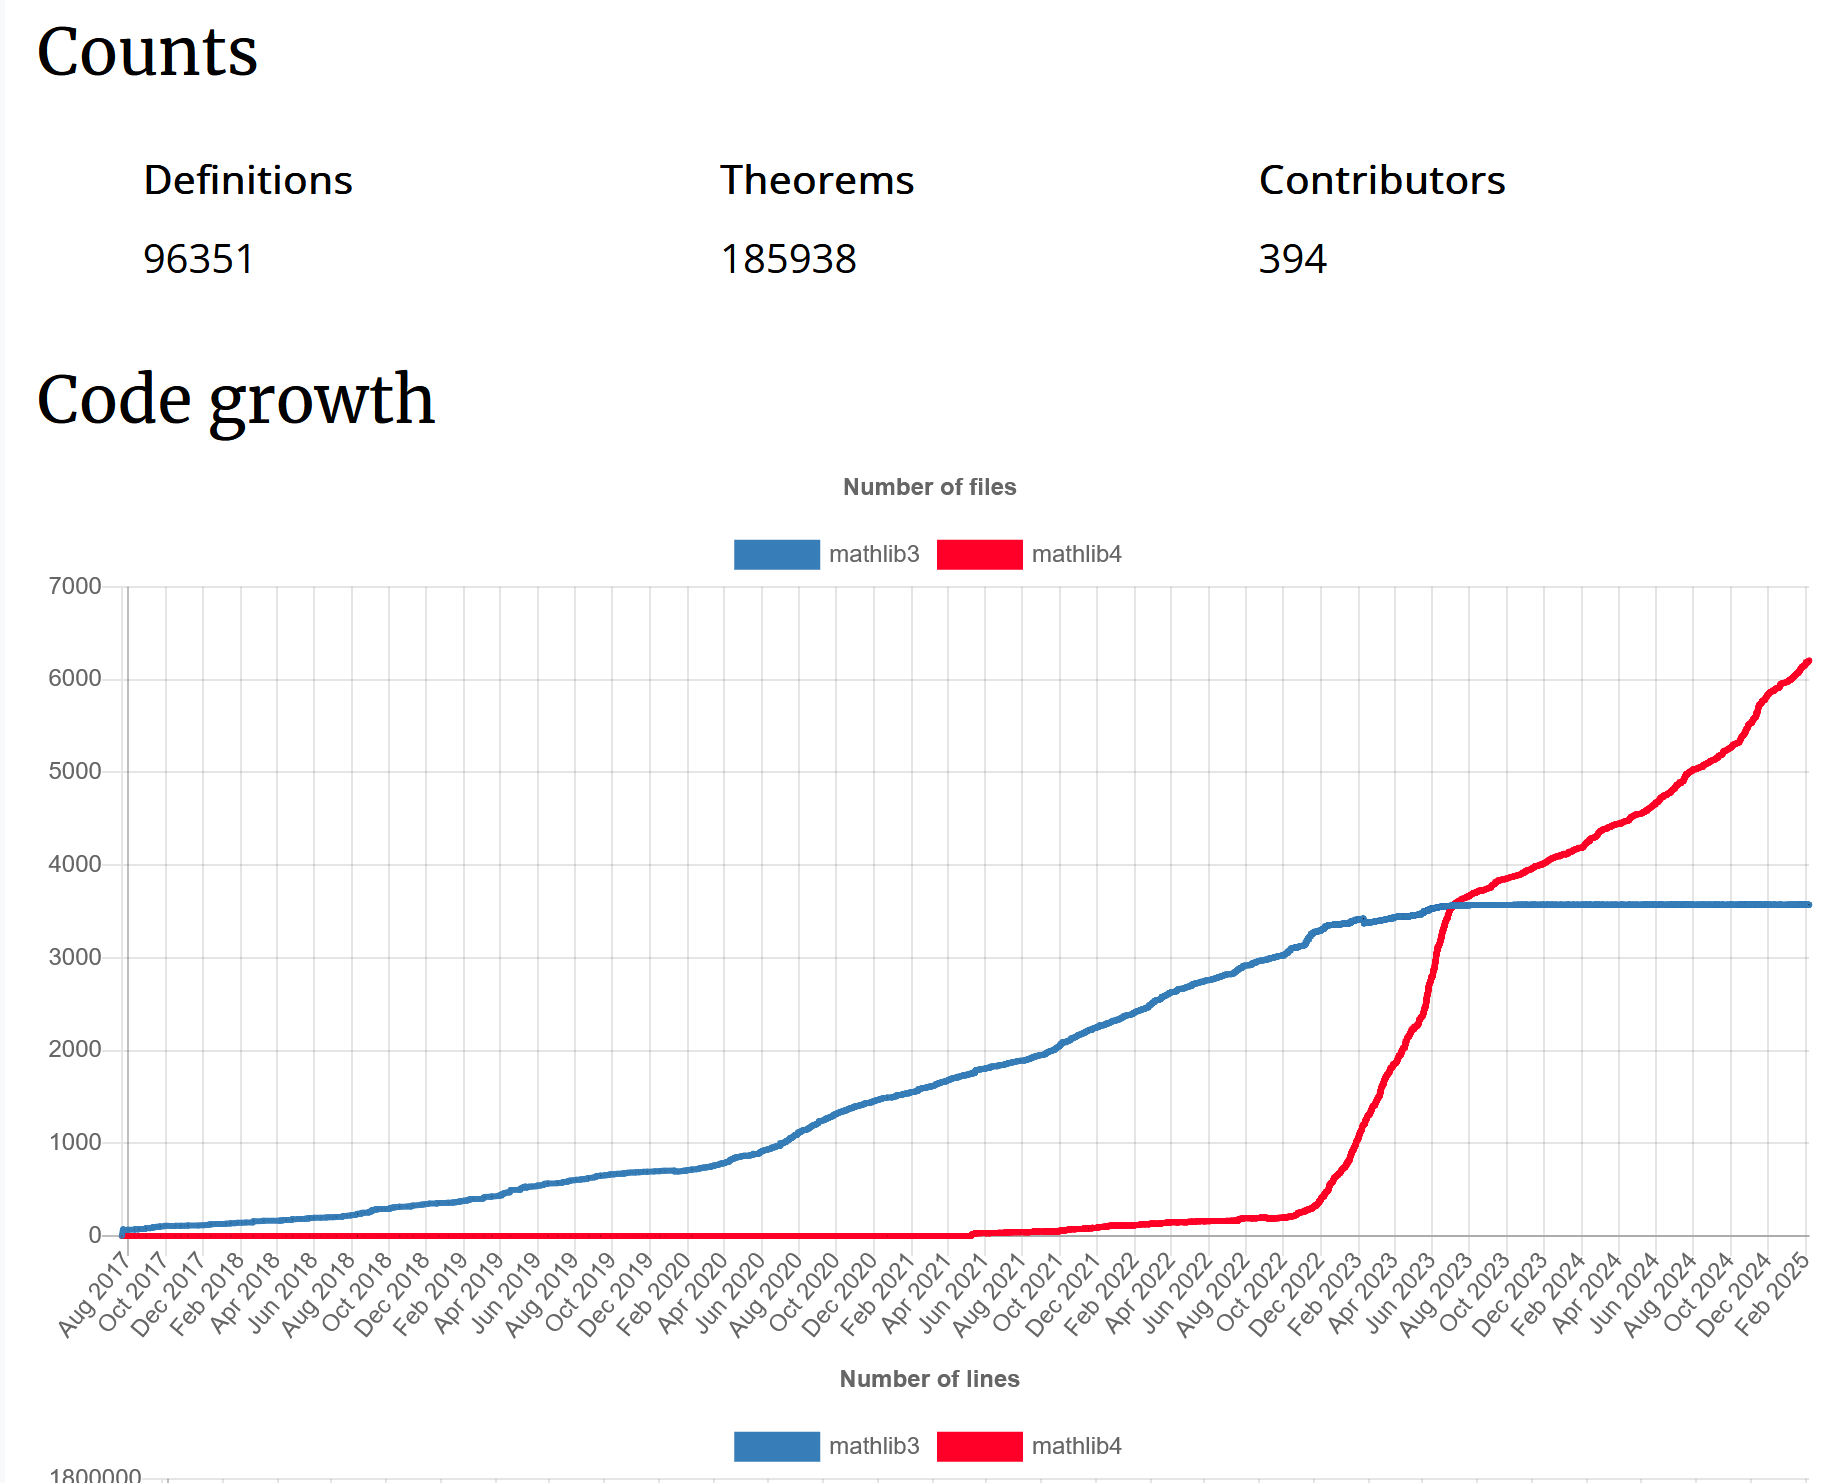 Counts
Definitions Theorems Contributors
96351 185938 394
Code growth
Number of files
mathlib3 mathlib4
7000
6000
5000
4000
3000
2000
1000
0
Aug 2017 Oct 2017 Dec 2017 Feb 2018 Apr 2018 Jun 2018 Aug 2018 Oct 2018 Dec 2018 Feb 2019 Apr 2019 Jun 2019 Aug 2019 Oct 2019 Dec 2019 Feb 2020 Apr 2020 Jun 2020 Aug 2020 Oct 2020 Dec 2020 Feb 2021 Apr 2021 Jun 2021 Aug 2021 Oct 2021 Dec 2021 Feb 2022 Apr 2022 Jun 2022 Aug 2022 Oct 2022 Dec 2022 Feb 2023 Apr 2023 Jun 2023 Aug 2023 Oct 2023 Dec 2023 Feb 2024 Apr 2024 Jun 2024 Aug 2024 Oct 2024 Dec 2024 Feb 2025
Number of lines
mathlib3 mathlib4
1800000